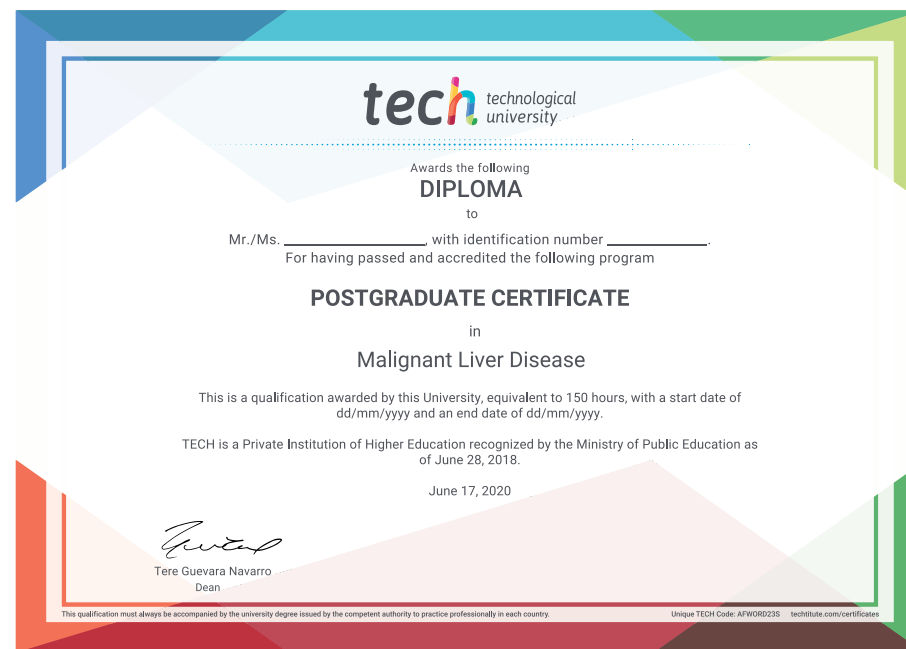 tech technological
university
Awards the following
DIPLOMA
to
Mr./Ms. ____________________, with identification number ______________.
For having passed and accredited the following program
POSTGRADUATE CERTIFICATE
in
Malignant Liver Disease
This is a qualification awarded by this University, equivalent to 150 hours, with a start date of
dd/mm/yyyy and an end date of dd/mm/yyyy.
TECH is a Private Institution of Higher Education recognized by the Ministry of Public Education as
of June 28, 2018.
June 17, 2020
Tere Guevara Navarro
Dean
This qualification must always be accompanied by the university degree issued by the competent authority to practice professionally in each country.
Unique TECH Code: AFWORD23S techtitute.com/certificates